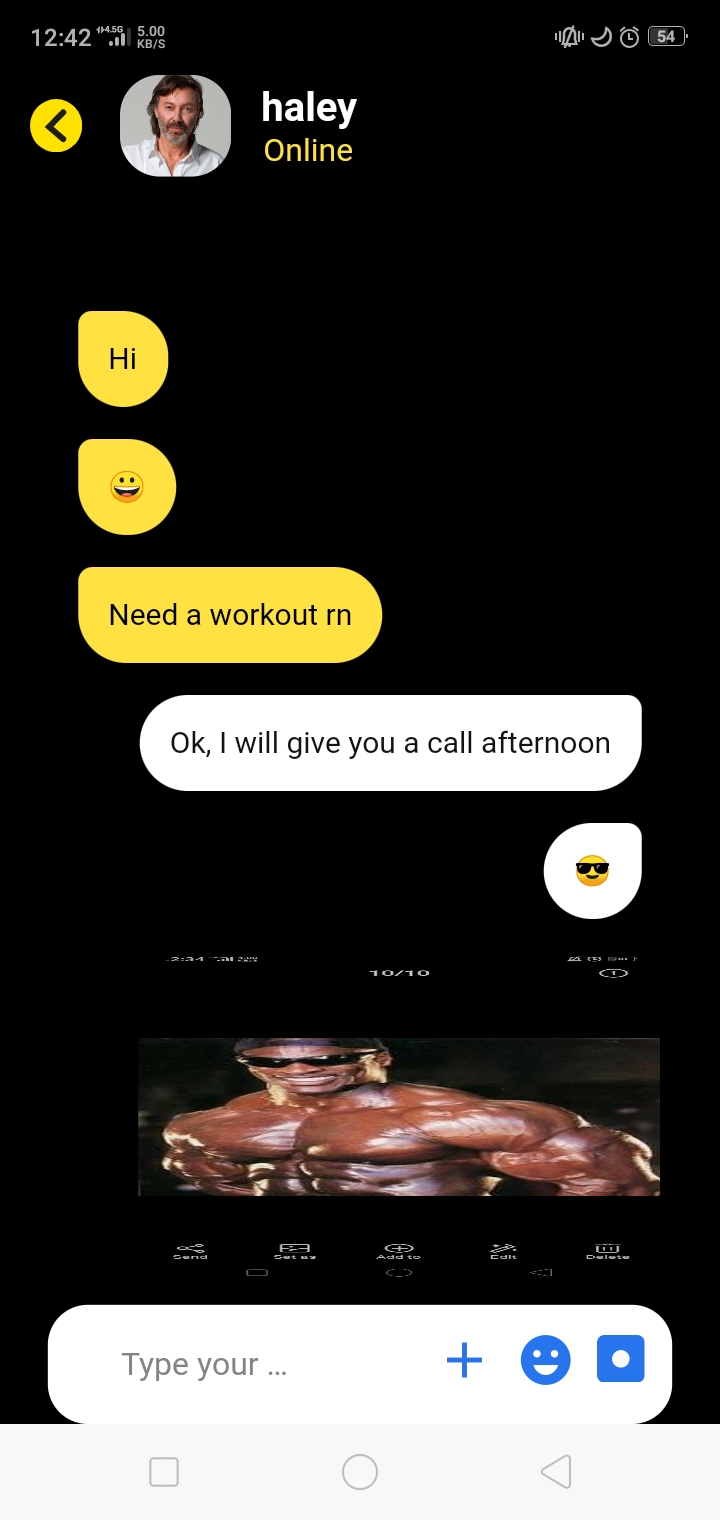 12:42 4.5G 5.00
KB/S
54
haley
Online
Hi
Need a workout rn
Ok, I will give you a call afternoon
10/10
Send Set as Add to Edit Delete
Type your ...